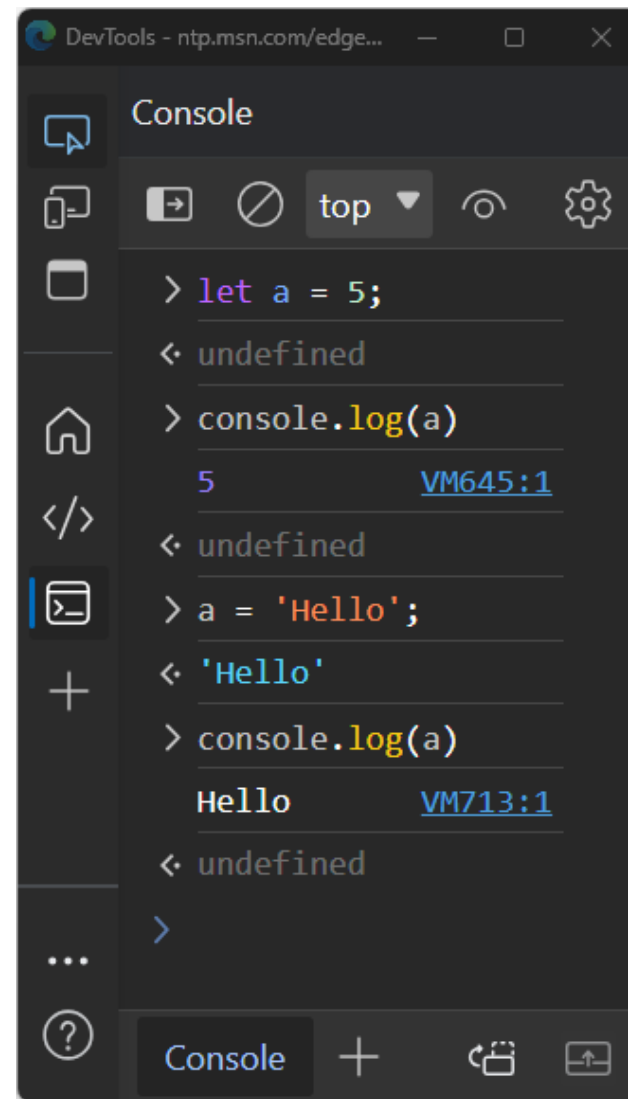 DevTools - ntp.msn.com/edge...
Console
top
> let a = 5;
undefined
> console.log(a)
5 VM645:1
undefined
> a = 'Hello';
'Hello'
> console.log(a)
Hello VM713:1
undefined
>
Console